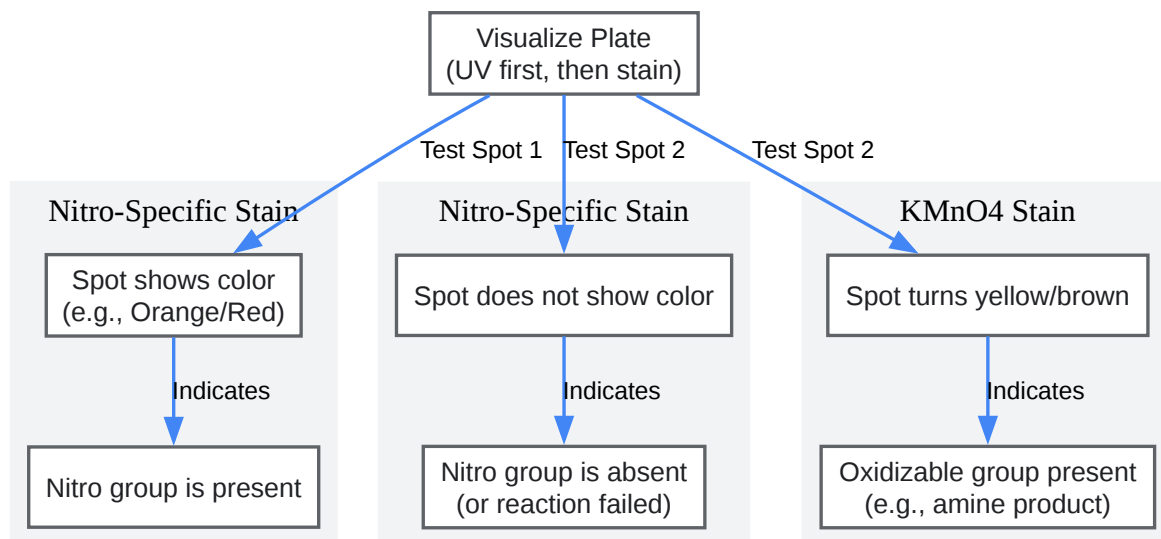 Visualize Plate
(UV first, then stain)
Test Spot 1
Test Spot 2
Test Spot 2
Nitro-Specific Stain
Nitro-Specific Stain
KMnO4 Stain
Spot shows color
(e.g., Orange/Red)
Spot does not show color
Spot turns yellow/brown
Indicates
Indicates
Indicates
Nitro group is present
Nitro group is absent
(or reaction failed)
Oxidizable group present
(e.g., amine product)